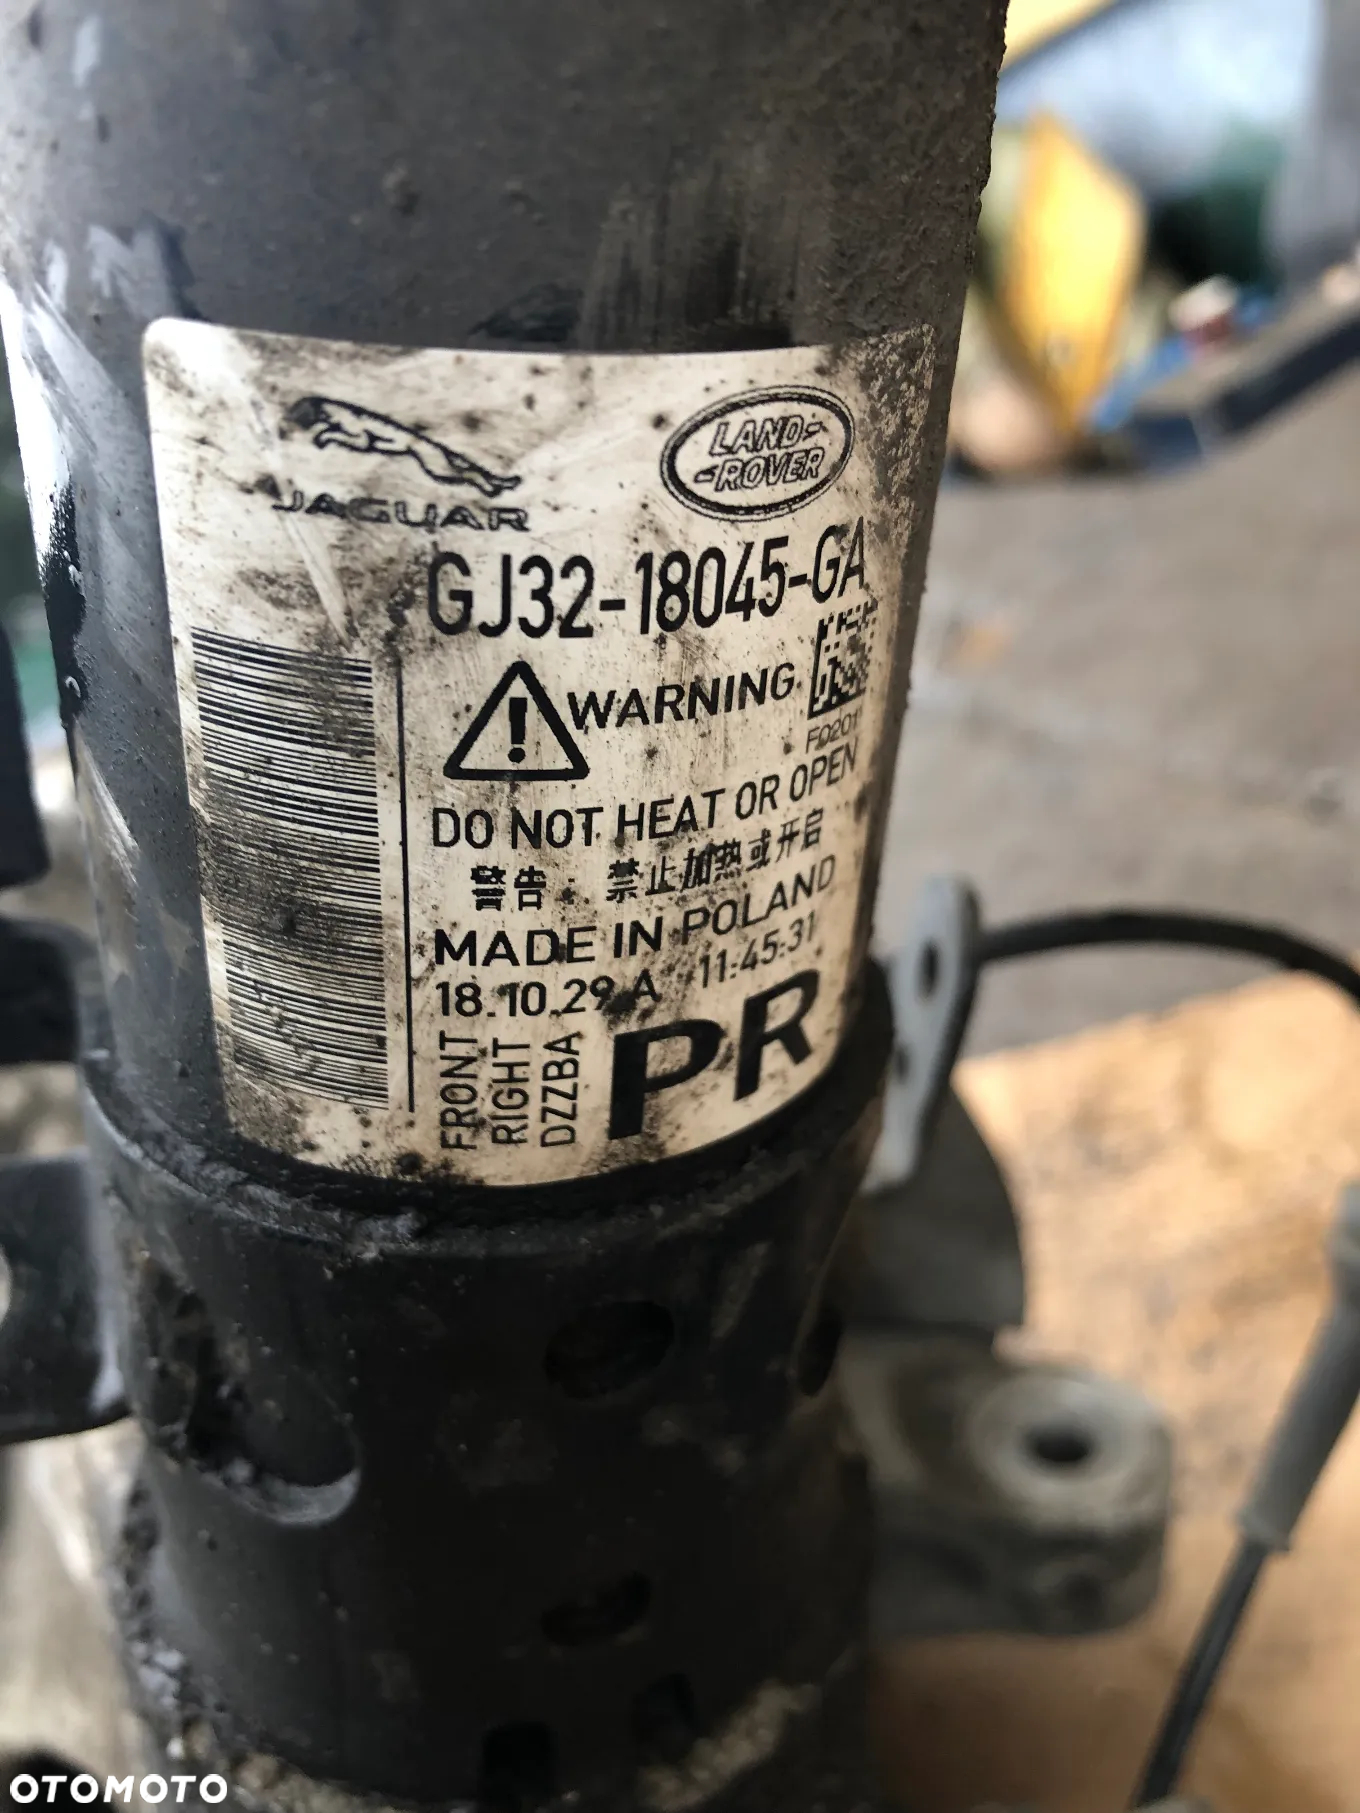 JAGUAR
LAND-
-ROVER
GJ32-18045-GA
WARNING
F0201
DO NOT HEAT OR OPEN
警告: 禁止加热或开启
MADE IN POLAND
18.10.29 A 11:45:31
FRONT
RIGHT
DZZBA
PR
OTOMOTO